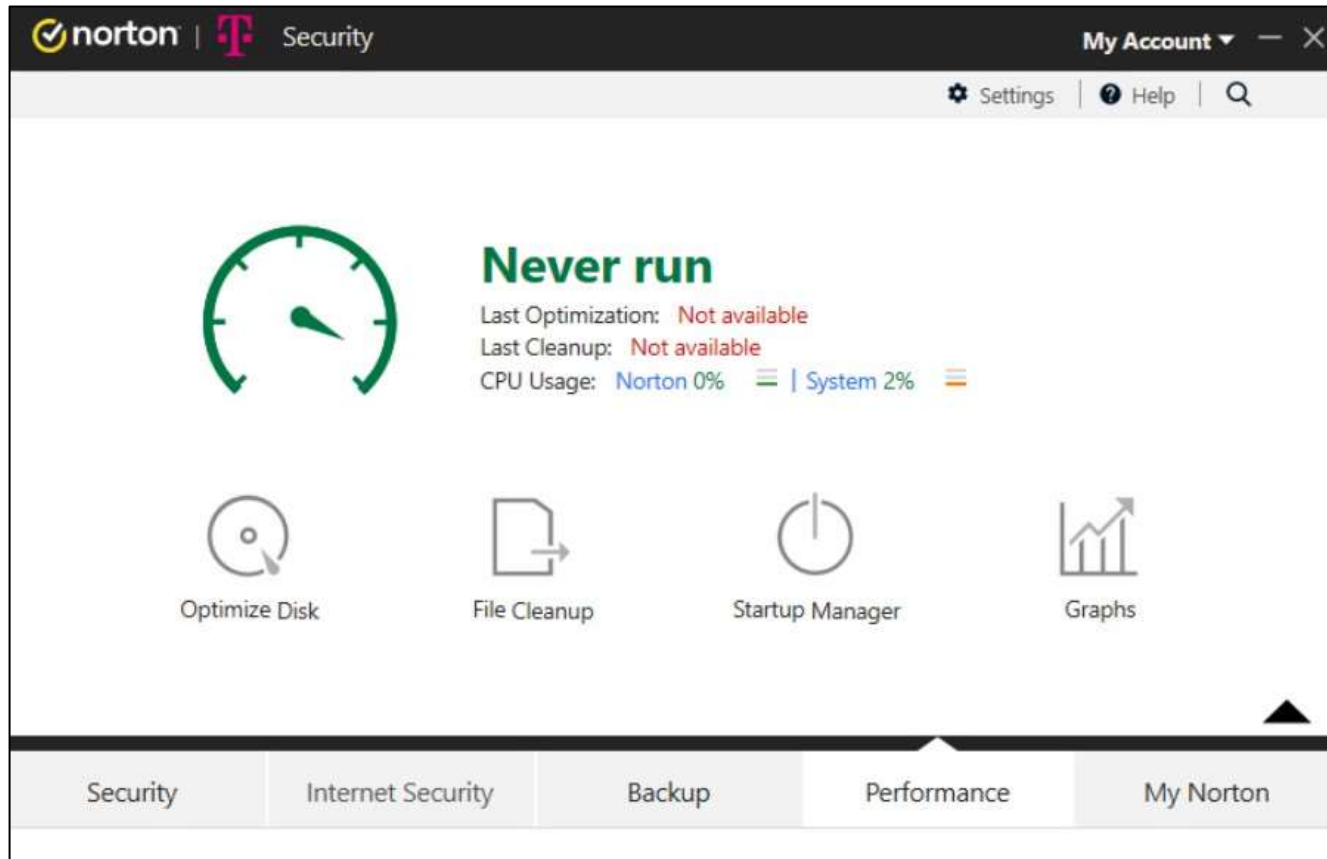 norton | T Security My Account
Settings | Help |
Never run
Last Optimization: Not available
Last Cleanup: Not available
CPU Usage: Norton 0% | System 2%
Optimize Disk File Cleanup Startup Manager Graphs
Security Internet Security Backup Performance My Norton